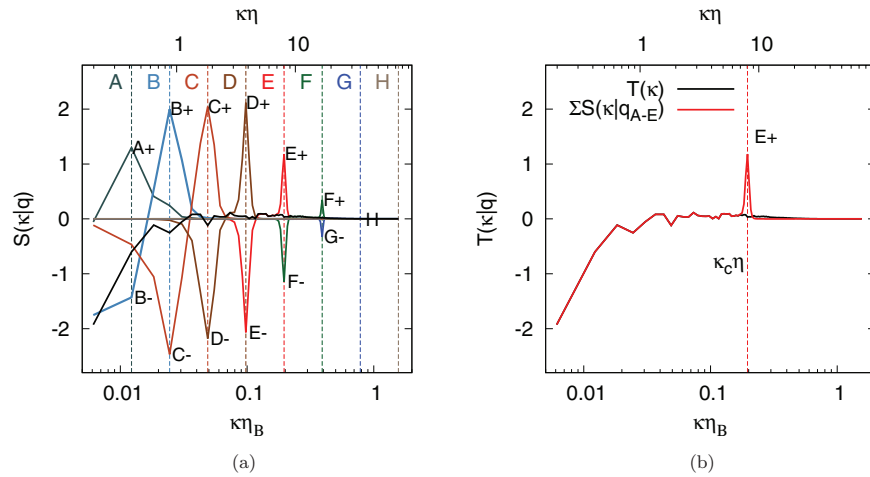 κη
1 10
A B C D E F G H
A+ B+ C+ D+ E+ F+ H
B- C- D- E- F- G-
S(κ|q)
2
1
0
-1
-2
0.01 0.1 1
κη_B
(a)
κη
1 10
T(κ)
ΣS(κ|q_{A-E})
E+
κ_cη
T(κ|q)
2
1
0
-1
-2
0.01 0.1 1
κη_B
(b)